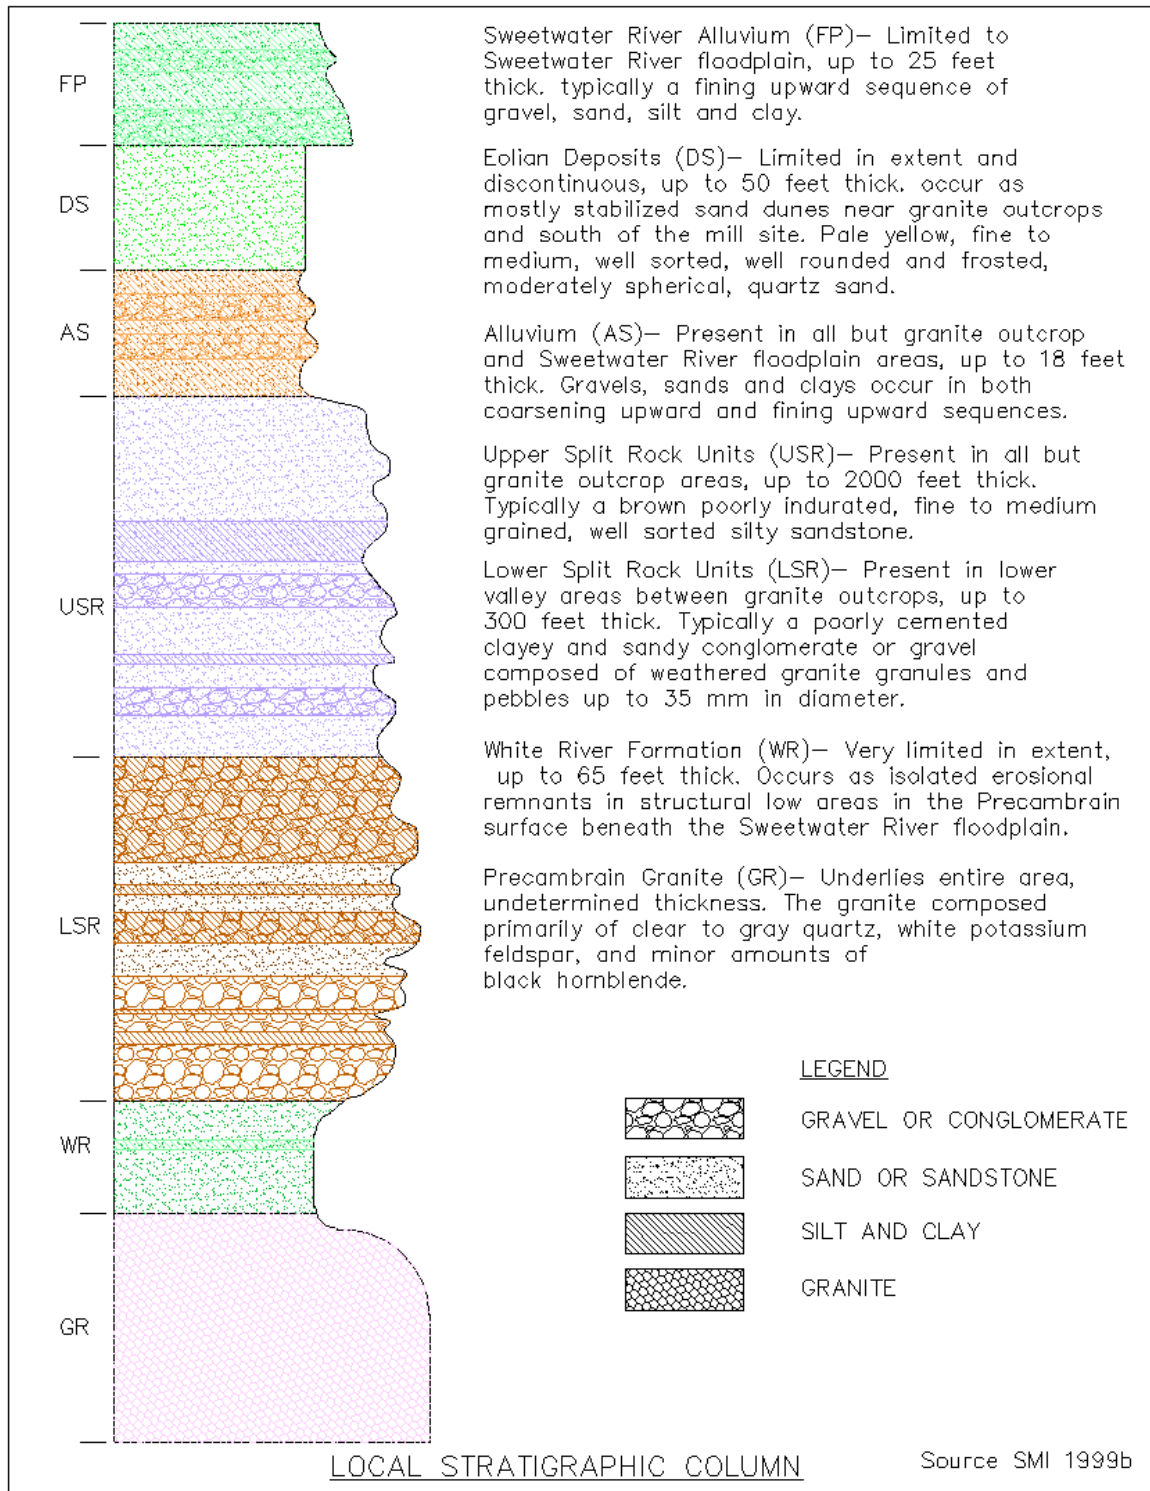 FP
Sweetwater River Alluvium (FP)— Limited to
Sweetwater River floodplain, up to 25 feet
thick. typically a fining upward sequence of
gravel, sand, silt and clay.
DS
Eolian Deposits (DS)— Limited in extent and
discontinuous, up to 50 feet thick. occur as
mostly stabilized sand dunes near granite outcrops
and south of the mill site. Pale yellow, fine to
medium, well sorted, well rounded and frosted,
moderately spherical, quartz sand.
AS
Alluvium (AS)— Present in all but granite outcrop
and Sweetwater River floodplain areas, up to 18 feet
thick. Gravels, sands and clays occur in both
coarsening upward and fining upward sequences.
USR
Upper Split Rock Units (USR)— Present in all but
granite outcrop areas, up to 2000 feet thick.
Typically a brown poorly indurated, fine to medium
grained, well sorted silty sandstone.
LSR
Lower Split Rock Units (LSR)— Present in lower
valley areas between granite outcrops, up to
300 feet thick. Typically a poorly cemented
clayey and sandy conglomerate or gravel
composed of weathered granite granules and
pebbles up to 35 mm in diameter.
WR
White River Formation (WR)— Very limited in extent,
up to 65 feet thick. Occurs as isolated erosional
remnants in structural low areas in the Precambrain
surface beneath the Sweetwater River floodplain.
GR
Precambrain Granite (GR)— Underlies entire area,
undetermined thickness. The granite composed
primarily of clear to gray quartz, white potassium
feldspar, and minor amounts of
black hornblende.
LEGEND
GRAVEL OR CONGLOMERATE
SAND OR SANDSTONE
SILT AND CLAY
GRANITE
LOCAL STRATIGRAPHIC COLUMN
Source SMI 1999b